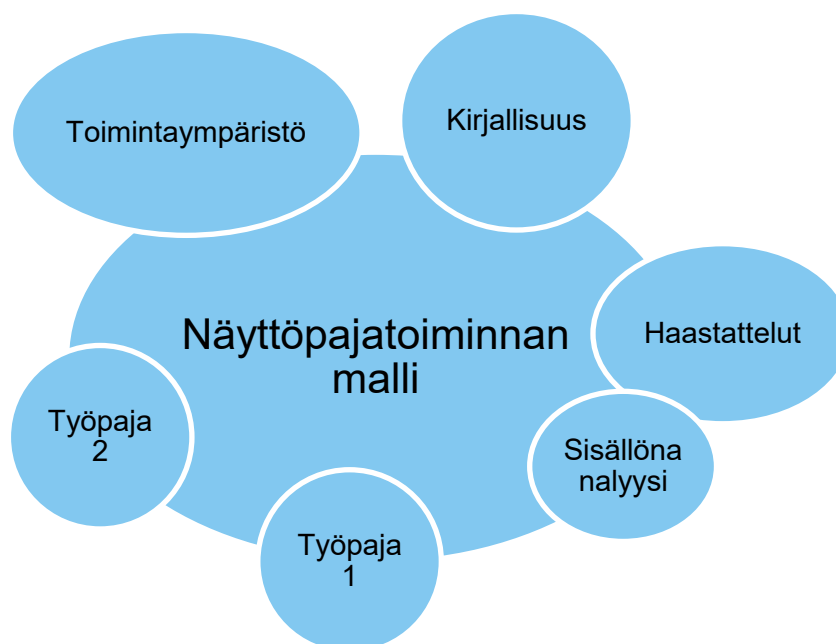 Toimintaympäristö
Kirjallisuus
Näyttöpajatoiminnan
malli
Haastattelut
Sisällöna
nalyysi
Työpaja
1
Työpaja
2